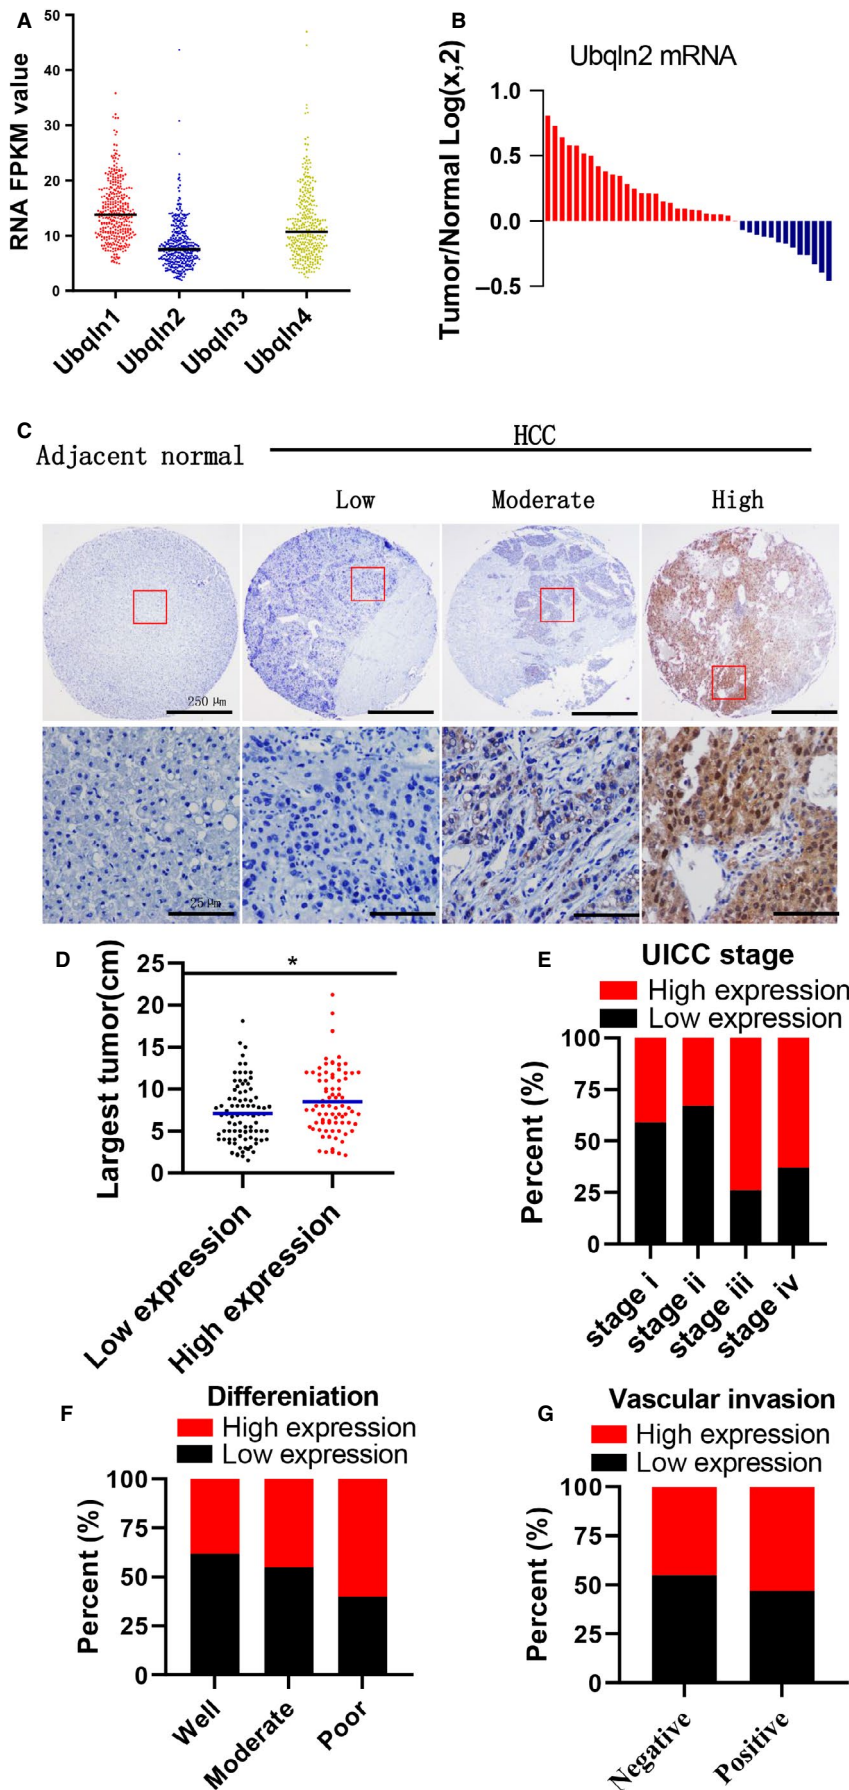 A
RNA FPKM value
50
40
30
20
10
0
Ubqln1
Ubqln2
Ubqln3
Ubqln4
B
Ubqln2 mRNA
Tumor/Normal Log(x,2)
1.0
0.5
0.0
−0.5
C
Adjacent normal
HCC
Low
Moderate
High
250 μm
25 μm
D
Largest tumor(cm)
25
20
15
10
5
0
*
Low expression
High expression
E
UICC stage
High expression
Low expression
Percent (%)
100
75
50
25
0
stage i
stage ii
stage iii
stage iv
F
Differeniation
High expression
Low expression
Percent (%)
100
75
50
25
0
Well
Moderate
Poor
G
Vascular invasion
High expression
Low expression
Percent (%)
100
75
50
25
0
Negative
Positive